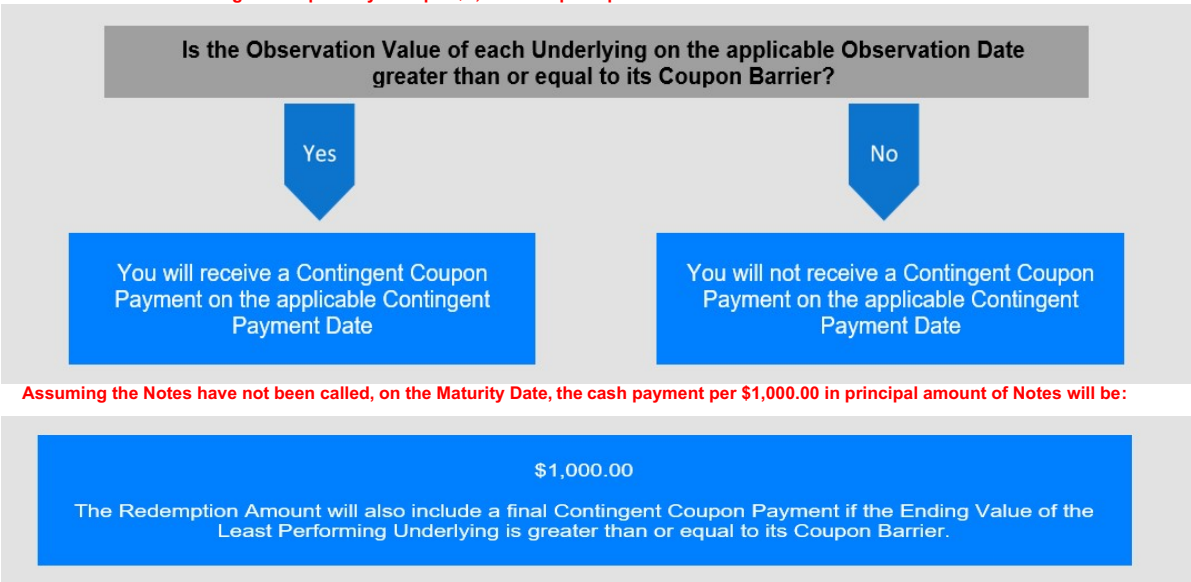 Is the Observation Value of each Underlying on the applicable Observation Date
greater than or equal to its Coupon Barrier?
Yes
No
You will receive a Contingent Coupon
Payment on the applicable Contingent
Payment Date
You will not receive a Contingent Coupon
Payment on the applicable Contingent
Payment Date
Assuming the Notes have not been called, on the Maturity Date, the cash payment per $1,000.00 in principal amount of Notes will be:
$1,000.00
The Redemption Amount will also include a final Contingent Coupon Payment if the Ending Value of the
Least Performing Underlying is greater than or equal to its Coupon Barrier.